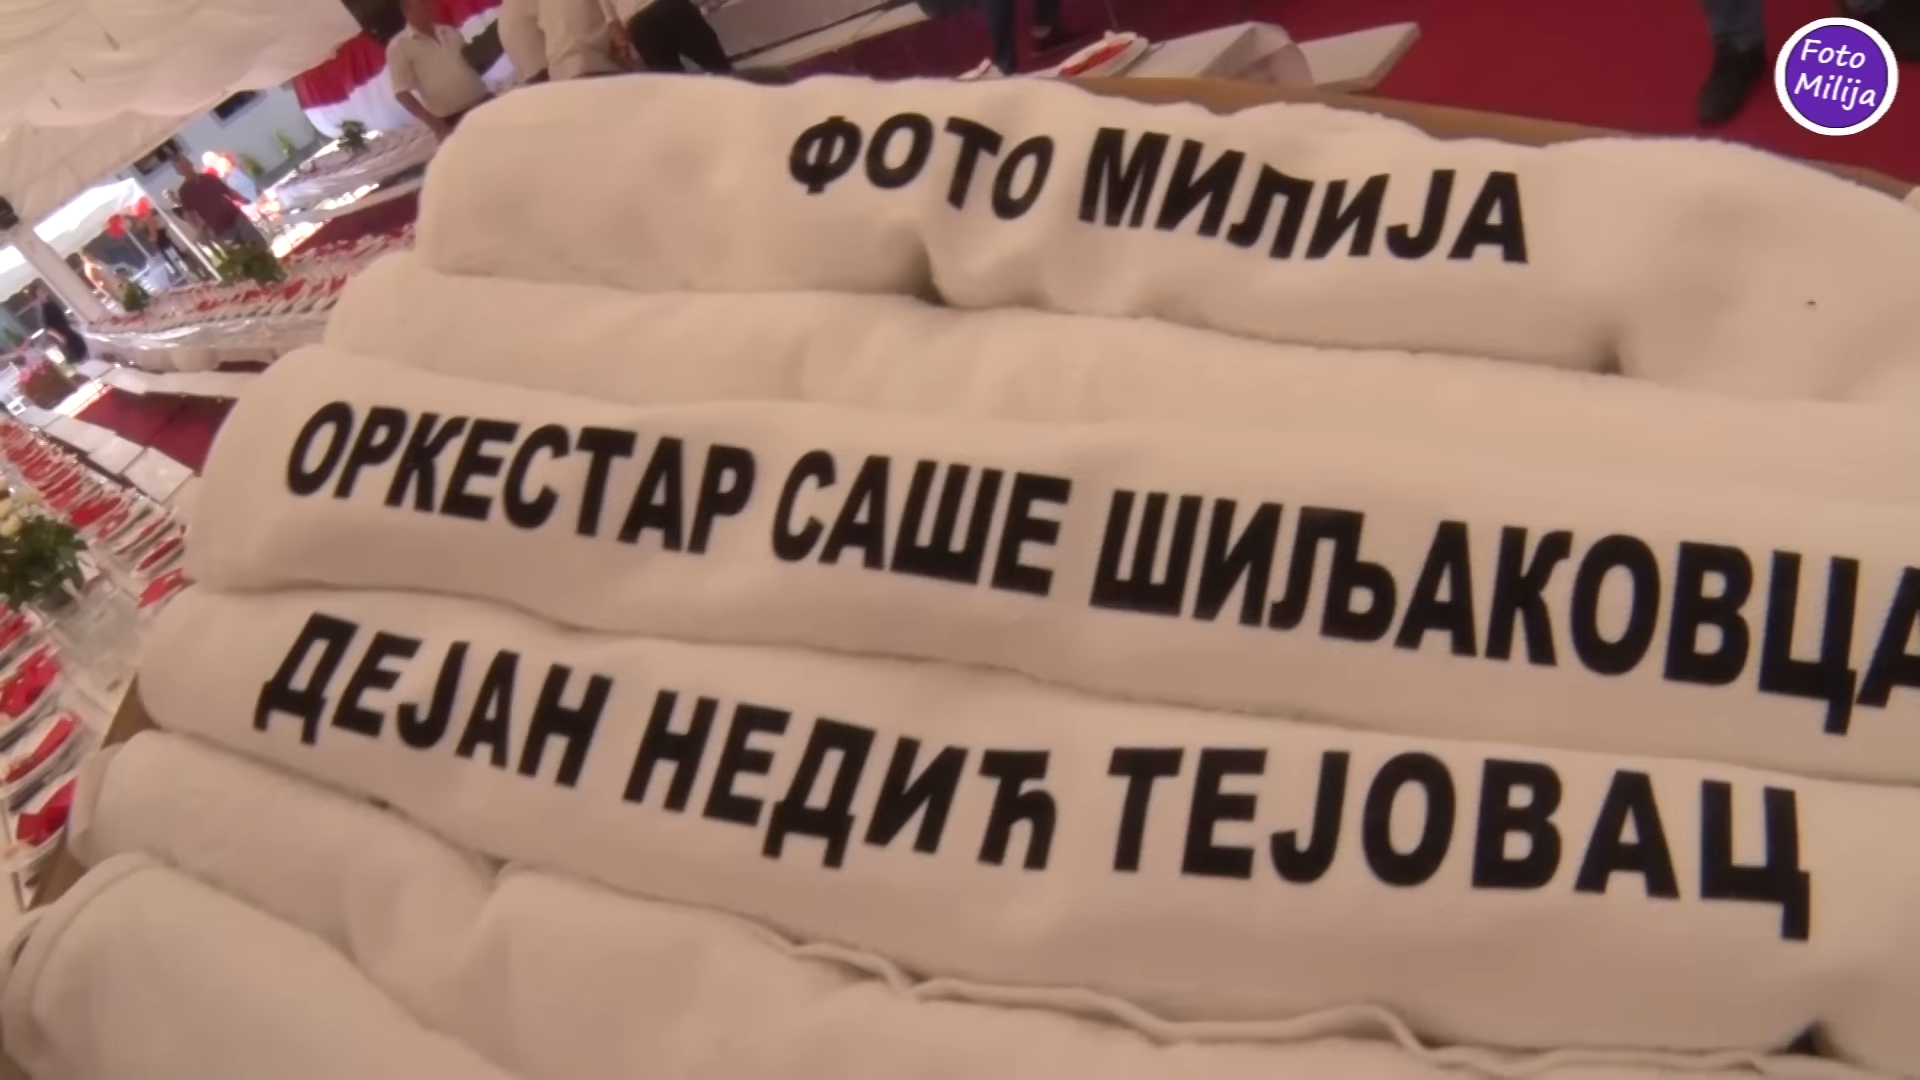 Foto
Milija
ФОТО МИЛИЈА
ОРКЕСТАР САШЕ ШИЉАКОВЦА
ДЕЈАН НЕДИЋ ТЕЈОВАЦ